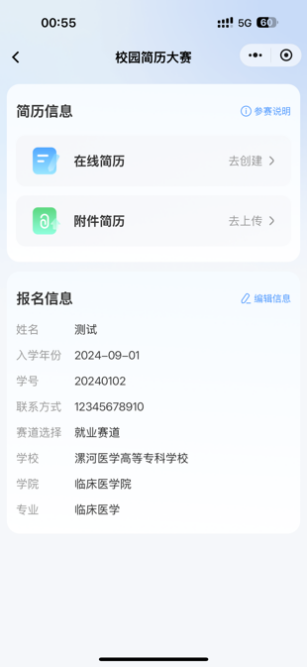 00:55 5G 60
校园简历大赛
简历信息 参赛说明
在线简历 去创建
附件简历 去上传
报名信息 编辑信息
姓名 测试
入学年份 2024-09-01
学号 20240102
联系方式 12345678910
赛道选择 就业赛道
学校 漯河医学高等专科学校
学院 临床医学院
专业 临床医学